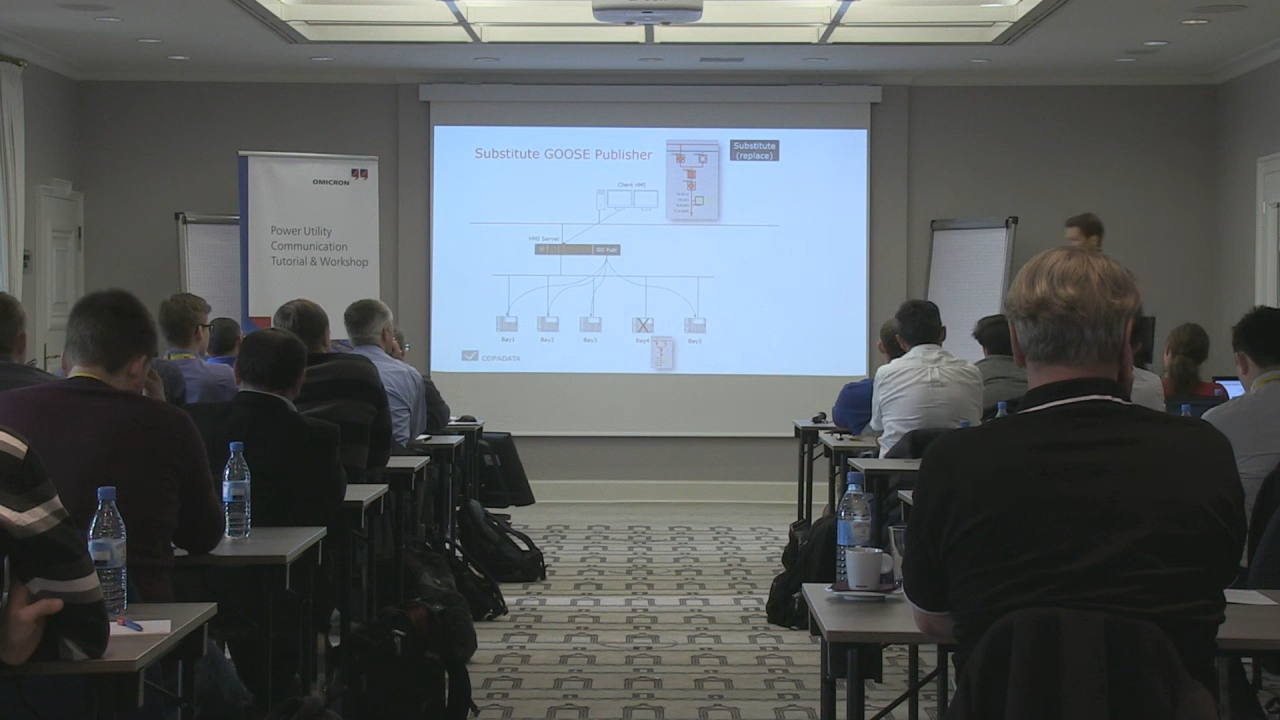 Substitute GOOSE Publisher
Substitute
(replace)
Client HMI
HMI Server
Bay1
Bay2
Bay3
Bay4
X
Bay5
COPADATA
OMICRON
Power Utility
Communication
Tutorial & Workshop